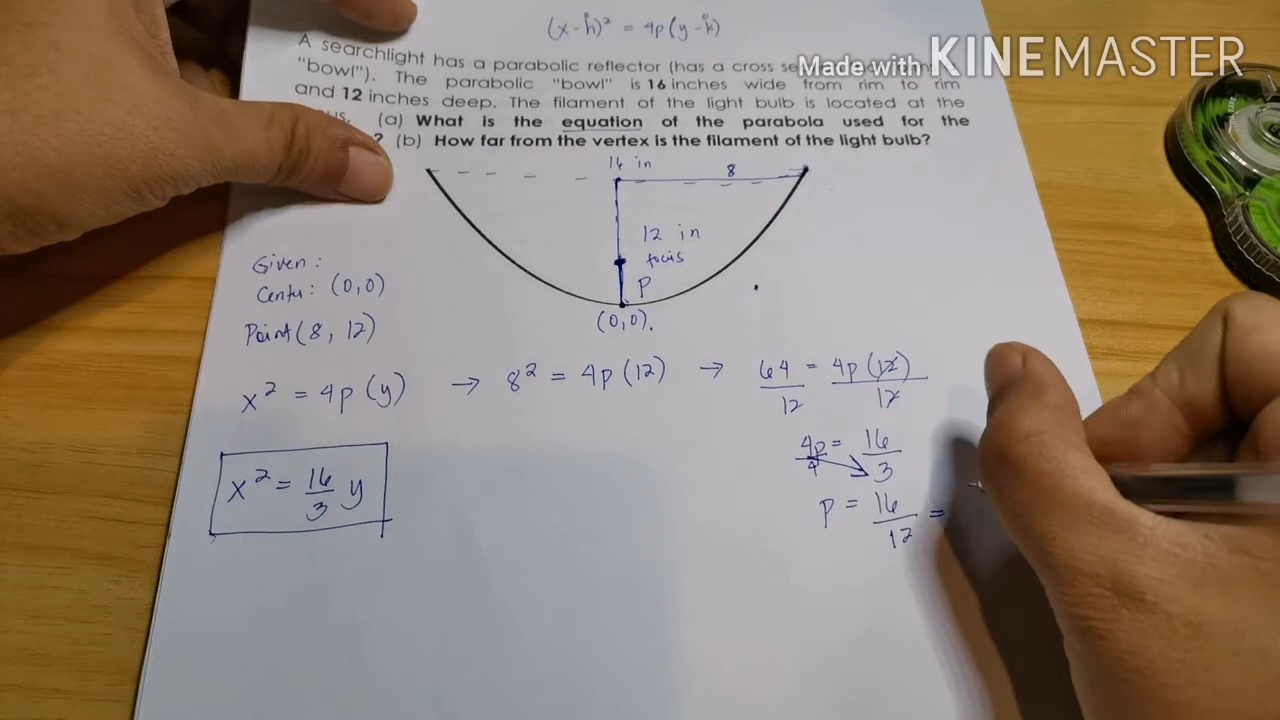 (x-h)² = 4p(y-k)
Made with KINEMASTER
A searchlight has a parabolic reflector (has a cross se
"bowl"). The parabolic "bowl" is 16 inches wide from rim to rim
and 12 inches deep. The filament of the light bulb is located at the
(a) What is the equation of the parabola used for the
? (b) How far from the vertex is the filament of the light bulb?
16 in
8
12 in
focus
P
(0,0).
Given:
Center: (0,0)
Point (8, 12)
x² = 4p(y) → 8² = 4p(12) → 64/12 = 4p(12)/12
4p/4 = 16/3
x² = 16/3 y
p = 16/12 =